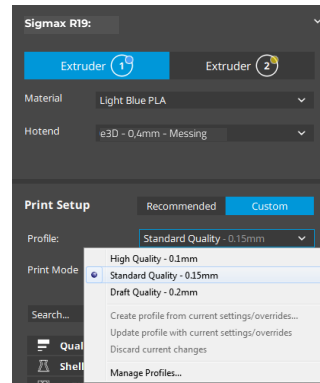 Sigmax R19:
Extruder 1
Extruder 2
Material
Light Blue PLA
Hotend
e3D - 0,4mm - Messing
Print Setup
Recommended
Custom
Profile:
Standard Quality - 0.15mm
Print Mode
High Quality - 0.1mm
Standard Quality - 0.15mm
Draft Quality - 0.2mm
Search...
Create profile from current settings/overrides...
Update profile with current settings/overrides
Qual
Discard current changes
Shell
Manage Profiles...